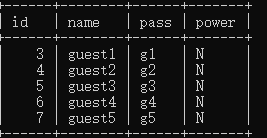 +------+--------+------+-------+
| id   | name   | pass | power |
+------+--------+------+-------+
|    3 | guest1 | g1   | N     |
|    4 | guest2 | g2   | N     |
|    5 | guest3 | g3   | N     |
|    6 | guest4 | g4   | N     |
|    7 | guest5 | g5   | N     |
+------+--------+------+-------+